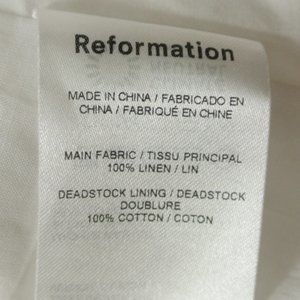 Reformation
MADE IN CHINA / FABRICADO EN
CHINA / FABRIQUÉ EN CHINE
MAIN FABRIC / TISSU PRINCIPAL
100% LINEN / LIN
DEADSTOCK LINING / DEADSTOCK
DOUBLURE
100% COTTON / COTON